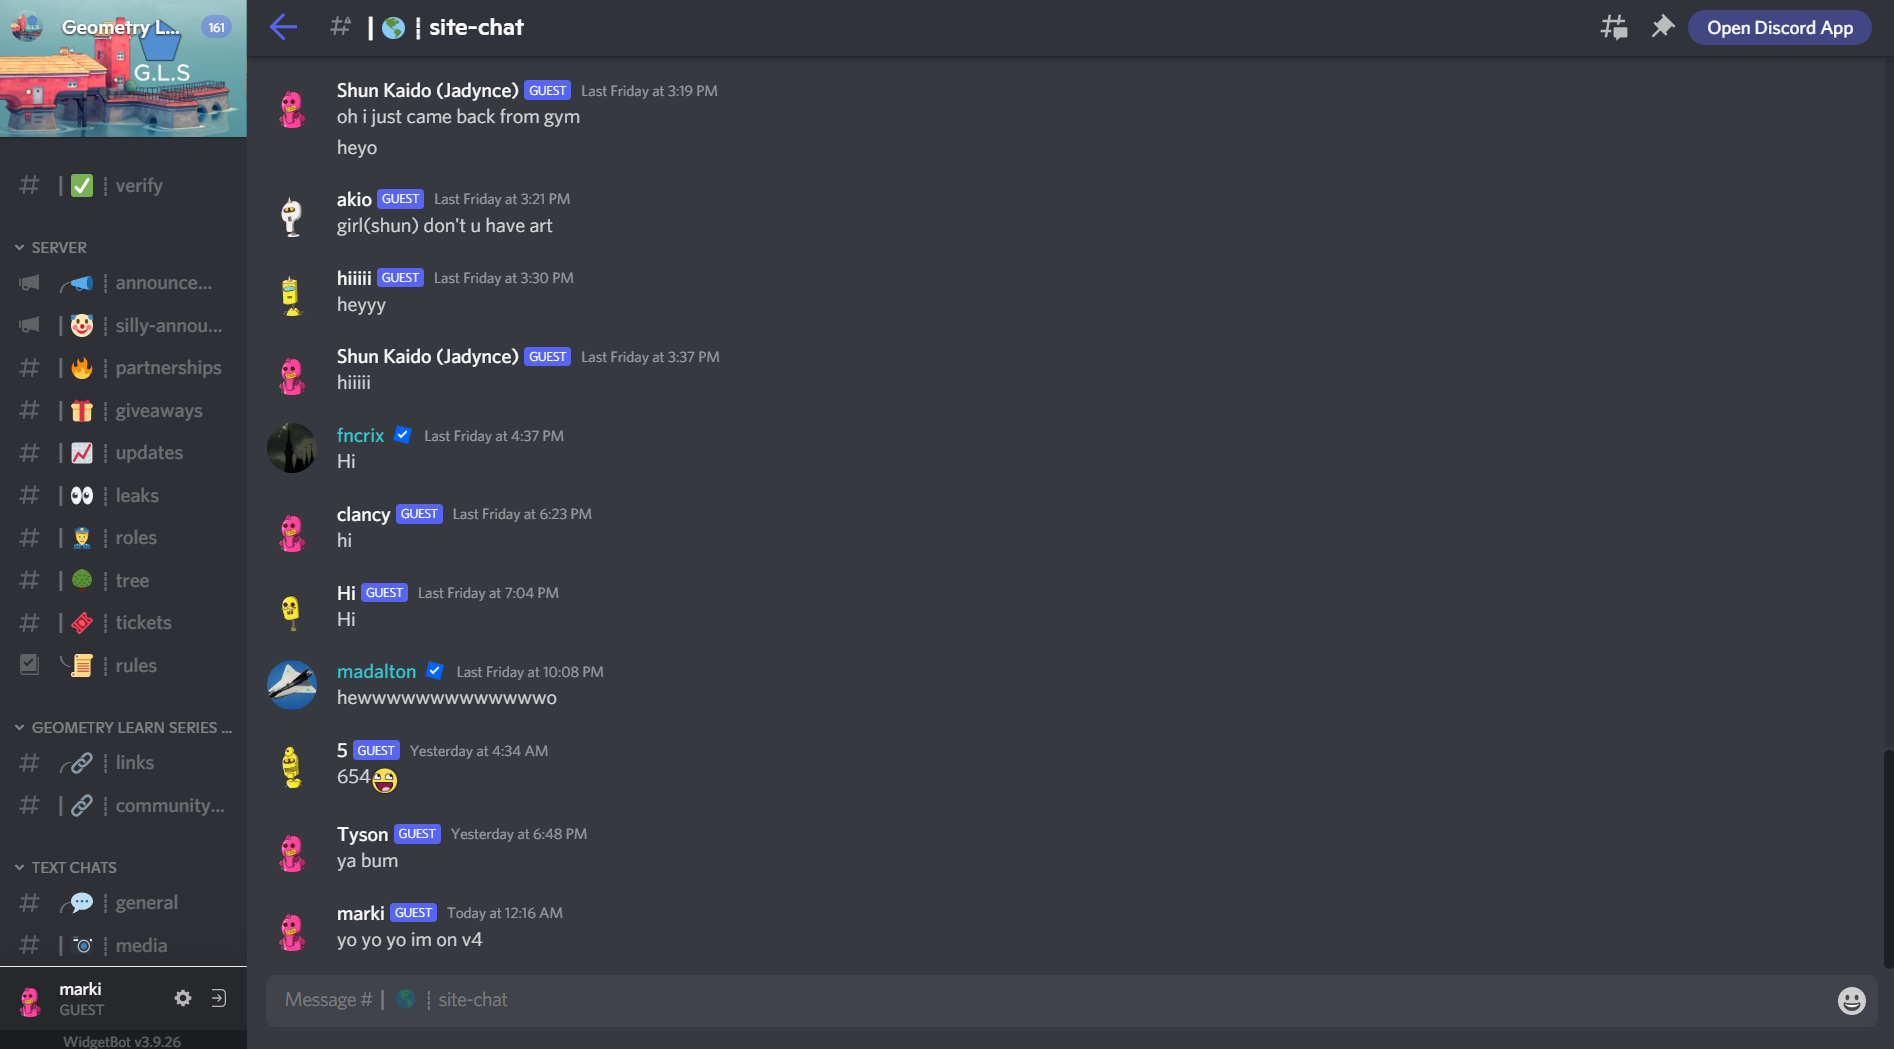 Geometry L...
161
G.L.S
verify
SERVER
announce...
silly-annou...
partnerships
giveaways
updates
leaks
roles
tree
tickets
rules
GEOMETRY LEARN SERIES ...
links
community...
TEXT CHATS
general
media
marki
GUEST
WidgetBot v3.9.26
# | 🌎 ┆ site-chat
Open Discord App
Shun Kaido (Jadynce) GUEST Last Friday at 3:19 PM
oh i just came back from gym
heyo
akio GUEST Last Friday at 3:21 PM
girl(shun) don't u have art
hiiiii GUEST Last Friday at 3:30 PM
heyyy
Shun Kaido (Jadynce) GUEST Last Friday at 3:37 PM
hiiiii
fncrix Last Friday at 4:37 PM
Hi
clancy GUEST Last Friday at 6:23 PM
hi
Hi GUEST Last Friday at 7:04 PM
Hi
madalton Last Friday at 10:08 PM
hewwwwwwwwwwwwwo
5 GUEST Yesterday at 4:34 AM
654😆
Tyson GUEST Yesterday at 6:48 PM
ya bum
marki GUEST Today at 12:16 AM
yo yo yo im on v4
Message # | 🌎 ┆ site-chat